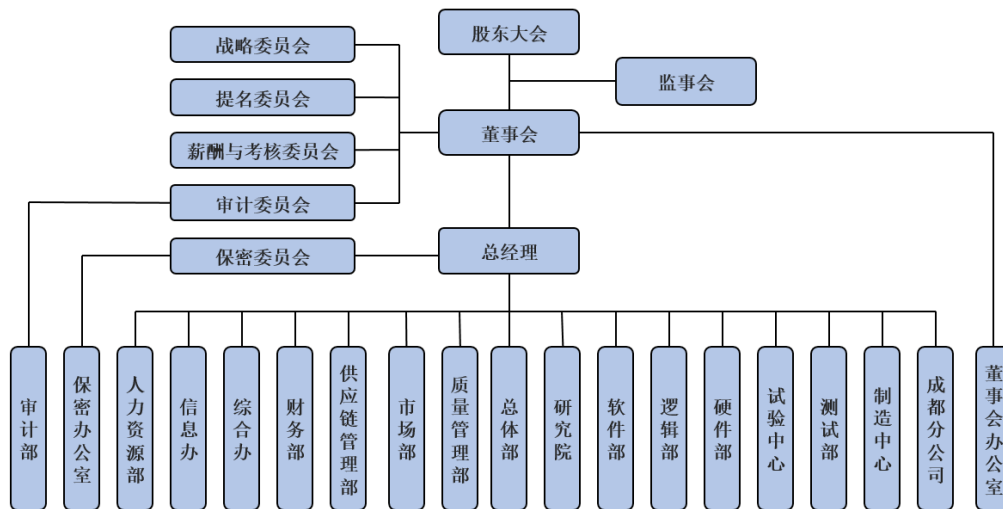 股东大会
战略委员会
监事会
提名委员会
董事会
薪酬与考核委员会
审计委员会
总经理
保密委员会
审计部
保密办公室
人力资源部
信息办
综合办
财务部
供应链管理部
市场部
质量管理部
总体部
研究院
软件部
逻辑部
硬件部
试验中心
测试部
制造中心
成都分公司
董事会办公室